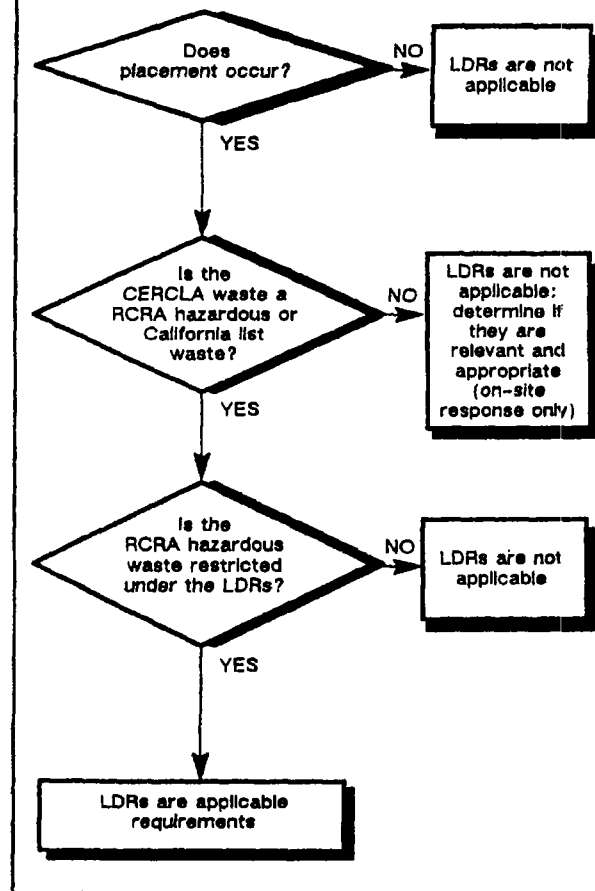 Does
placement occur?
NO
LDRs are not
applicable
YES
Is the
CERCLA waste a
RCRA hazardous or
California list
waste?
NO
LDRs are not
applicable:
determine if
they are
relevant and
appropriate
(on-site
response only)
YES
Is the
RCRA hazardous
waste restricted
under the LDRs?
NO
LDRs are not
applicable
YES
LDRs are applicable
requirements